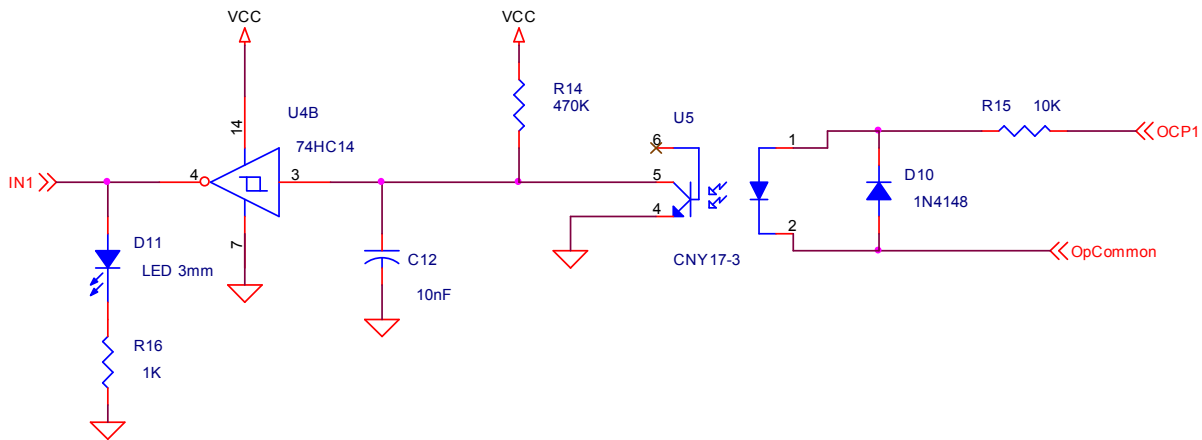 VCC
VCC
R14
470K
U4B
74HC14
14
3
4
7
IN1
D11
LED 3mm
R16
1K
C12
10nF
U5
6
5
4
1
2
CNY17-3
R15 10K
OCP1
D10
1N4148
OpCommon